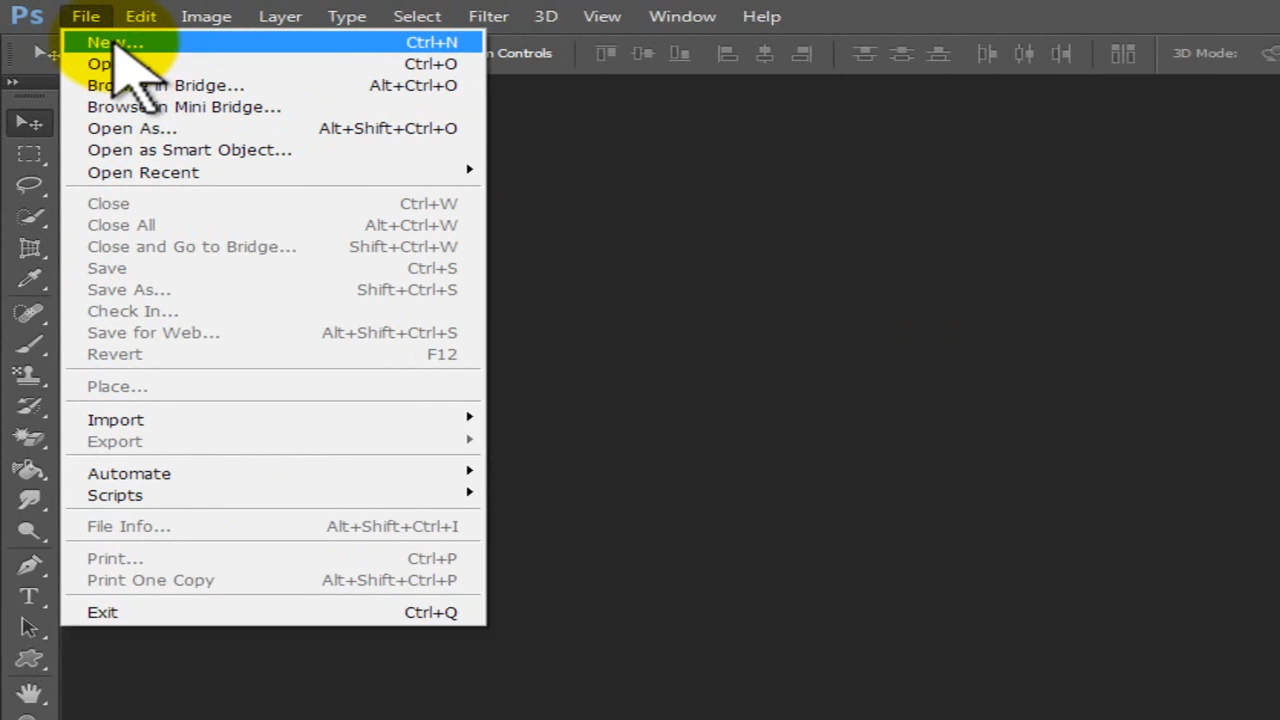 Ps File Edit Image Layer Type Select Filter 3D View Window Help
Controls 3D Mode:
Ctrl+N
Ctrl+O
in Bridge... Alt+Ctrl+O
Browse in Mini Bridge...
Open As... Alt+Shift+Ctrl+O
Open as Smart Object...
Open Recent
Close Ctrl+W
Close All Alt+Ctrl+W
Close and Go to Bridge... Shift+Ctrl+W
Save Ctrl+S
Save As... Shift+Ctrl+S
Check In...
Save for Web... Alt+Shift+Ctrl+S
Revert F12
Place...
Import
Export
Automate
Scripts
File Info... Alt+Shift+Ctrl+I
Print... Ctrl+P
Print One Copy Alt+Shift+Ctrl+P
Exit Ctrl+Q
T